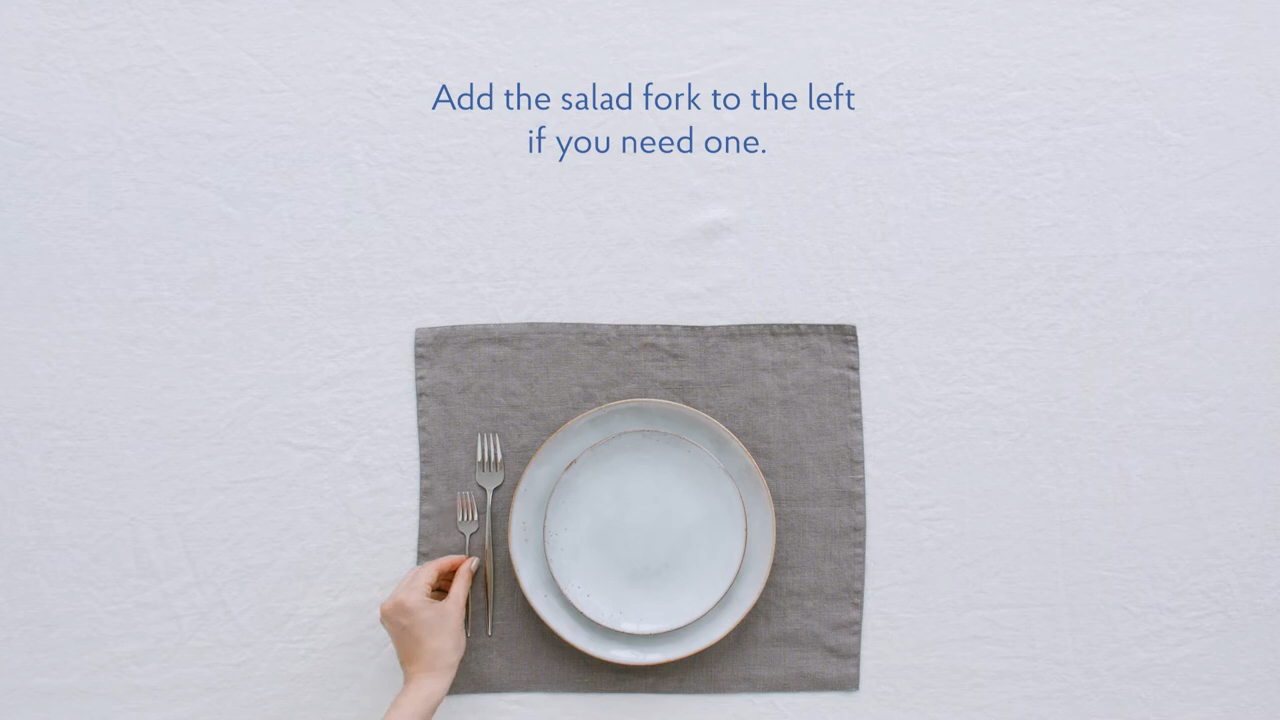 Add the salad fork to the left
if you need one.